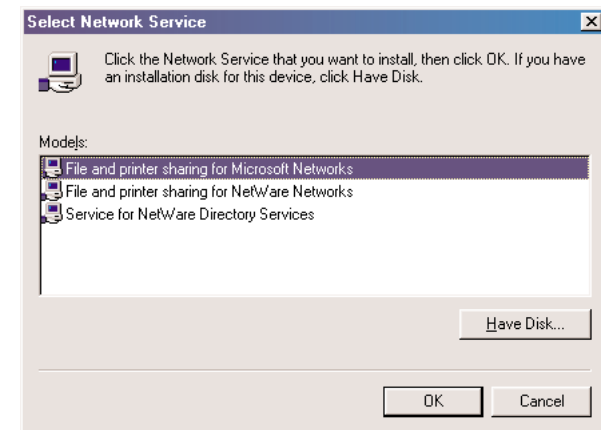 Select Network Service
Click the Network Service that you want to install, then click OK. If you have
an installation disk for this device, click Have Disk.
Models:
File and printer sharing for Microsoft Networks
File and printer sharing for NetWare Networks
Service for NetWare Directory Services
Have Disk...
OK
Cancel